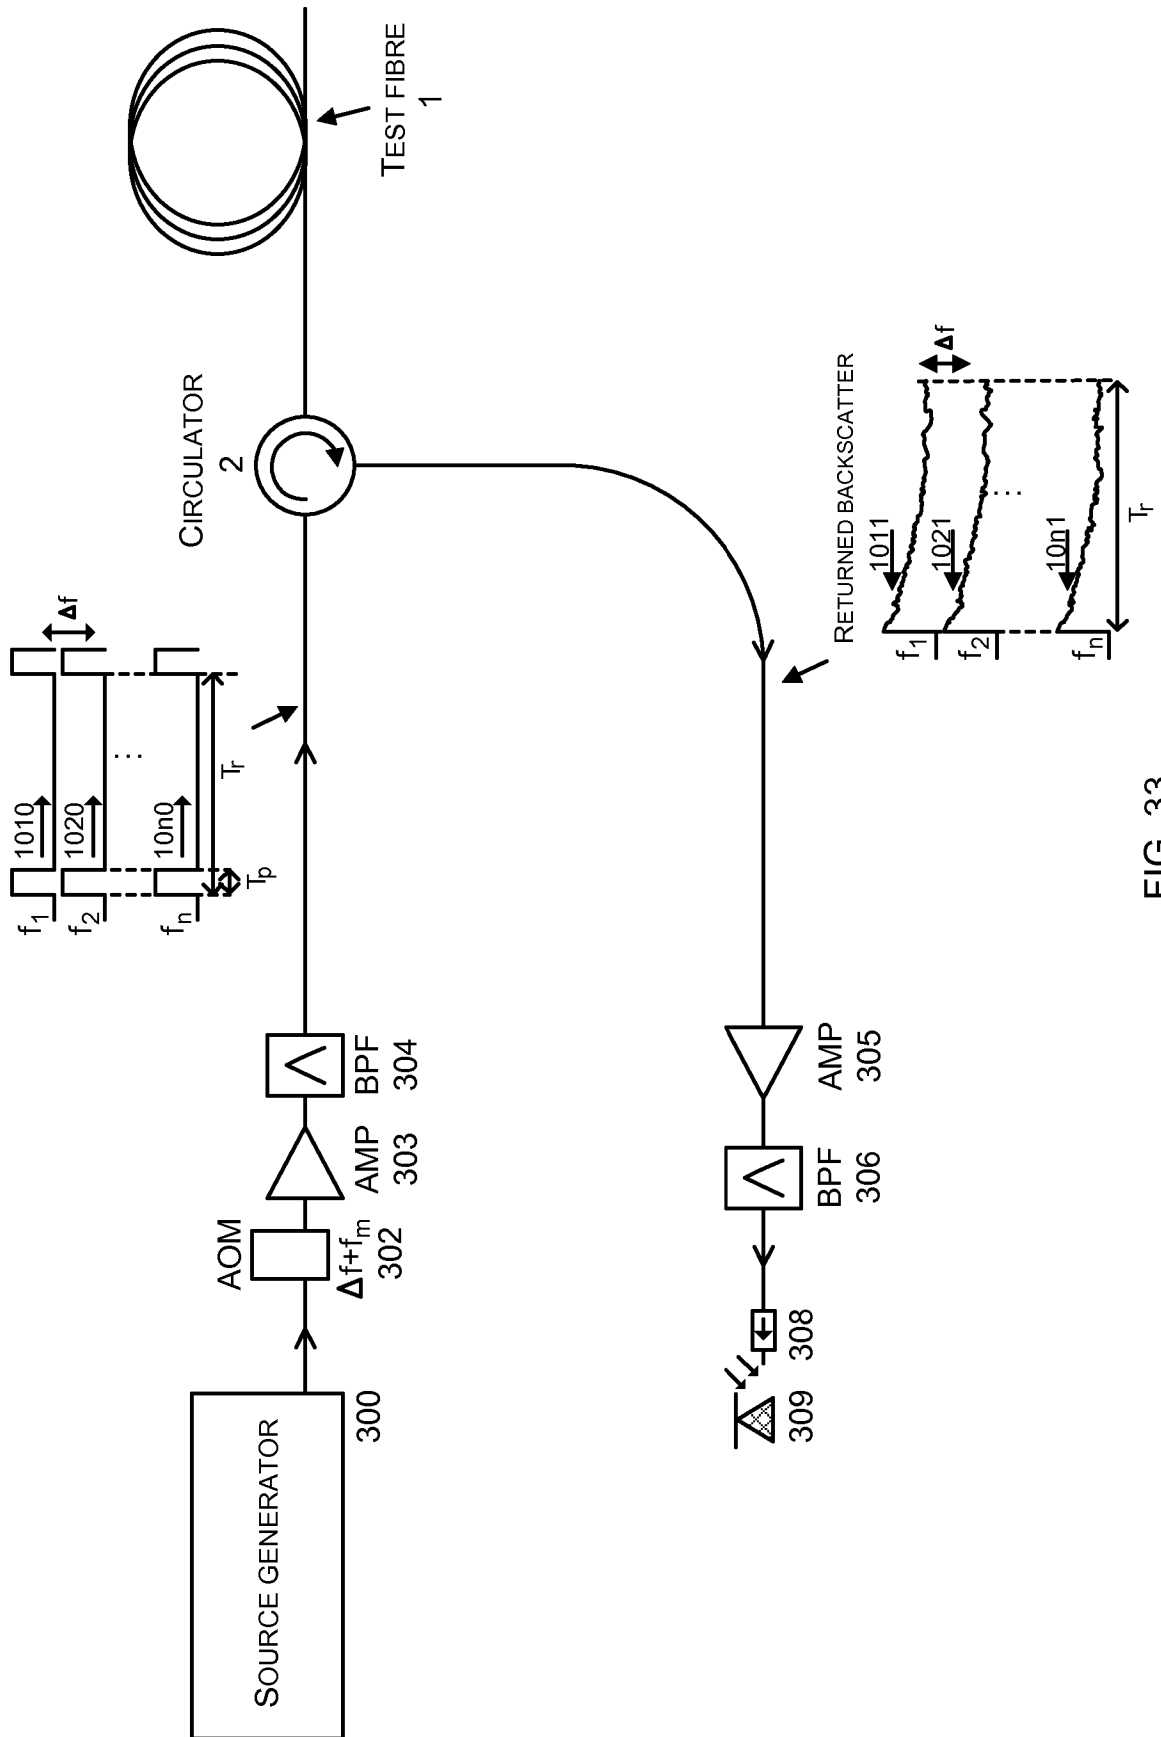 SOURCE GENERATOR
300
AOM
Δf+fm
302
AMP
303
BPF
304
f1
f2
fn
1010
1020
10n0
...
Δf
Tp
Tr
CIRCULATOR
2
TEST FIBRE
1
309
308
BPF
306
AMP
305
RETURNED BACKSCATTER
f1
f2
fn
1011
1021
10n1
...
Δf
Tr
FIG. 33